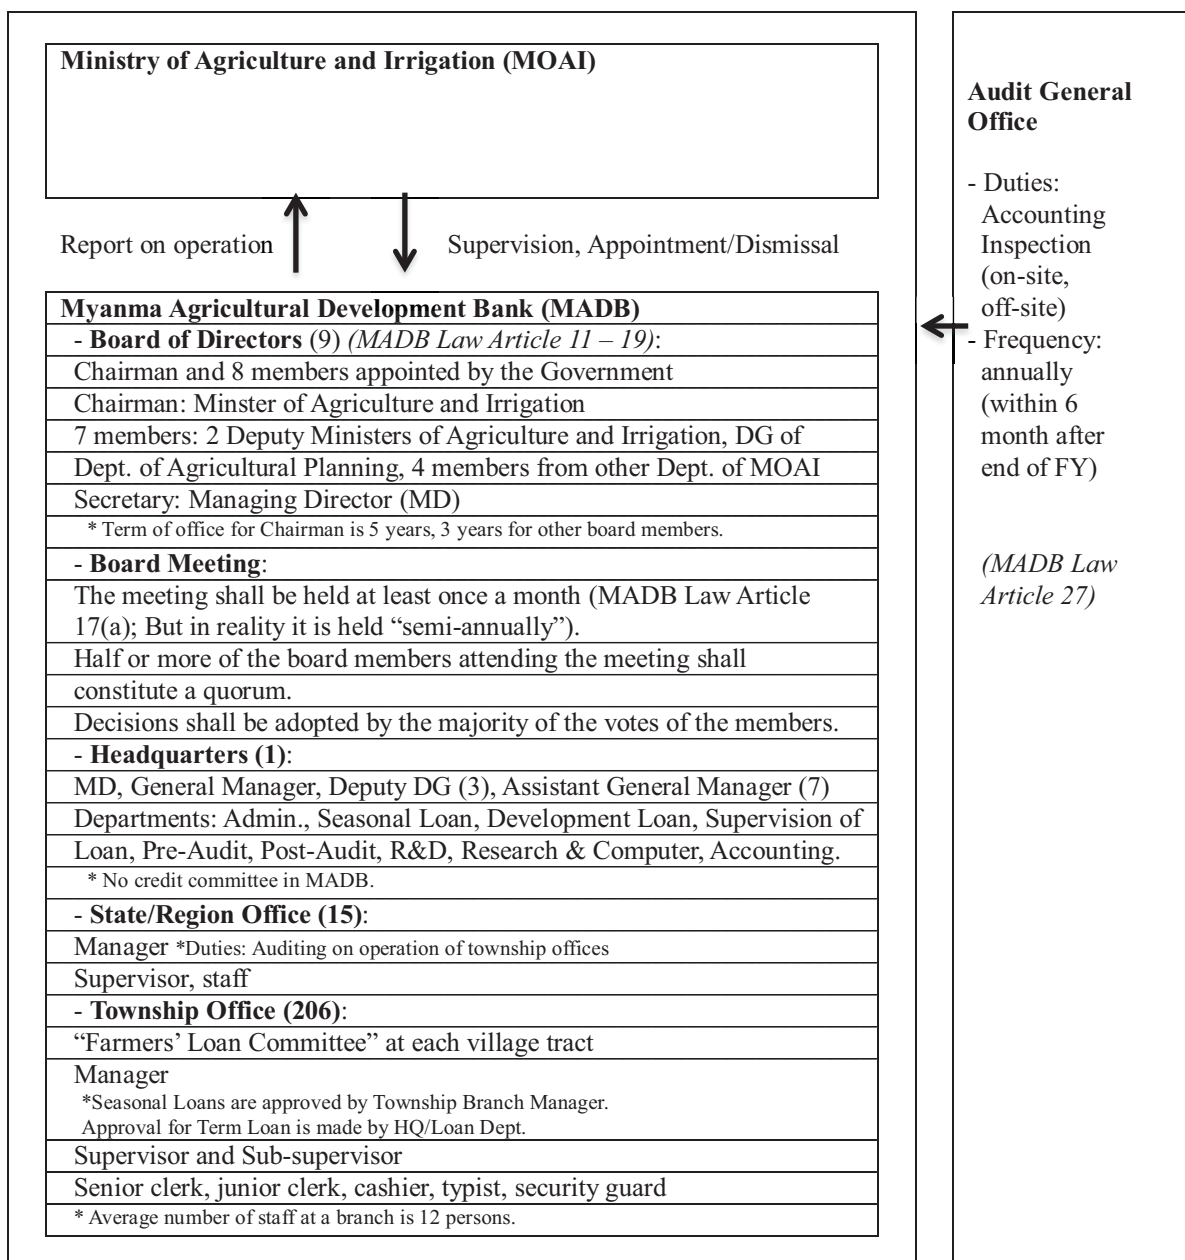 Ministry of Agriculture and Irrigation (MOAI)
Report on operation
Supervision, Appointment/Dismissal
Myanma Agricultural Development Bank (MADB)
- Board of Directors (9) (MADB Law Article 11 – 19):
Chairman and 8 members appointed by the Government
Chairman: Minster of Agriculture and Irrigation
7 members: 2 Deputy Ministers of Agriculture and Irrigation, DG of
Dept. of Agricultural Planning, 4 members from other Dept. of MOAI
Secretary: Managing Director (MD)
* Term of office for Chairman is 5 years, 3 years for other board members.
- Board Meeting:
The meeting shall be held at least once a month (MADB Law Article
17(a); But in reality it is held “semi-annually”).
Half or more of the board members attending the meeting shall
constitute a quorum.
Decisions shall be adopted by the majority of the votes of the members.
- Headquarters (1):
MD, General Manager, Deputy DG (3), Assistant General Manager (7)
Departments: Admin., Seasonal Loan, Development Loan, Supervision of
Loan, Pre-Audit, Post-Audit, R&D, Research & Computer, Accounting.
* No credit committee in MADB.
- State/Region Office (15):
Manager *Duties: Auditing on operation of township offices
Supervisor, staff
- Township Office (206):
“Farmers’ Loan Committee” at each village tract
Manager
*Seasonal Loans are approved by Township Branch Manager.
Approval for Term Loan is made by HQ/Loan Dept.
Supervisor and Sub-supervisor
Senior clerk, junior clerk, cashier, typist, security guard
* Average number of staff at a branch is 12 persons.
Audit General
Office
- Duties:
Accounting
Inspection
(on-site,
off-site)
- Frequency:
annually
(within 6
month after
end of FY)
(MADB Law
Article 27)